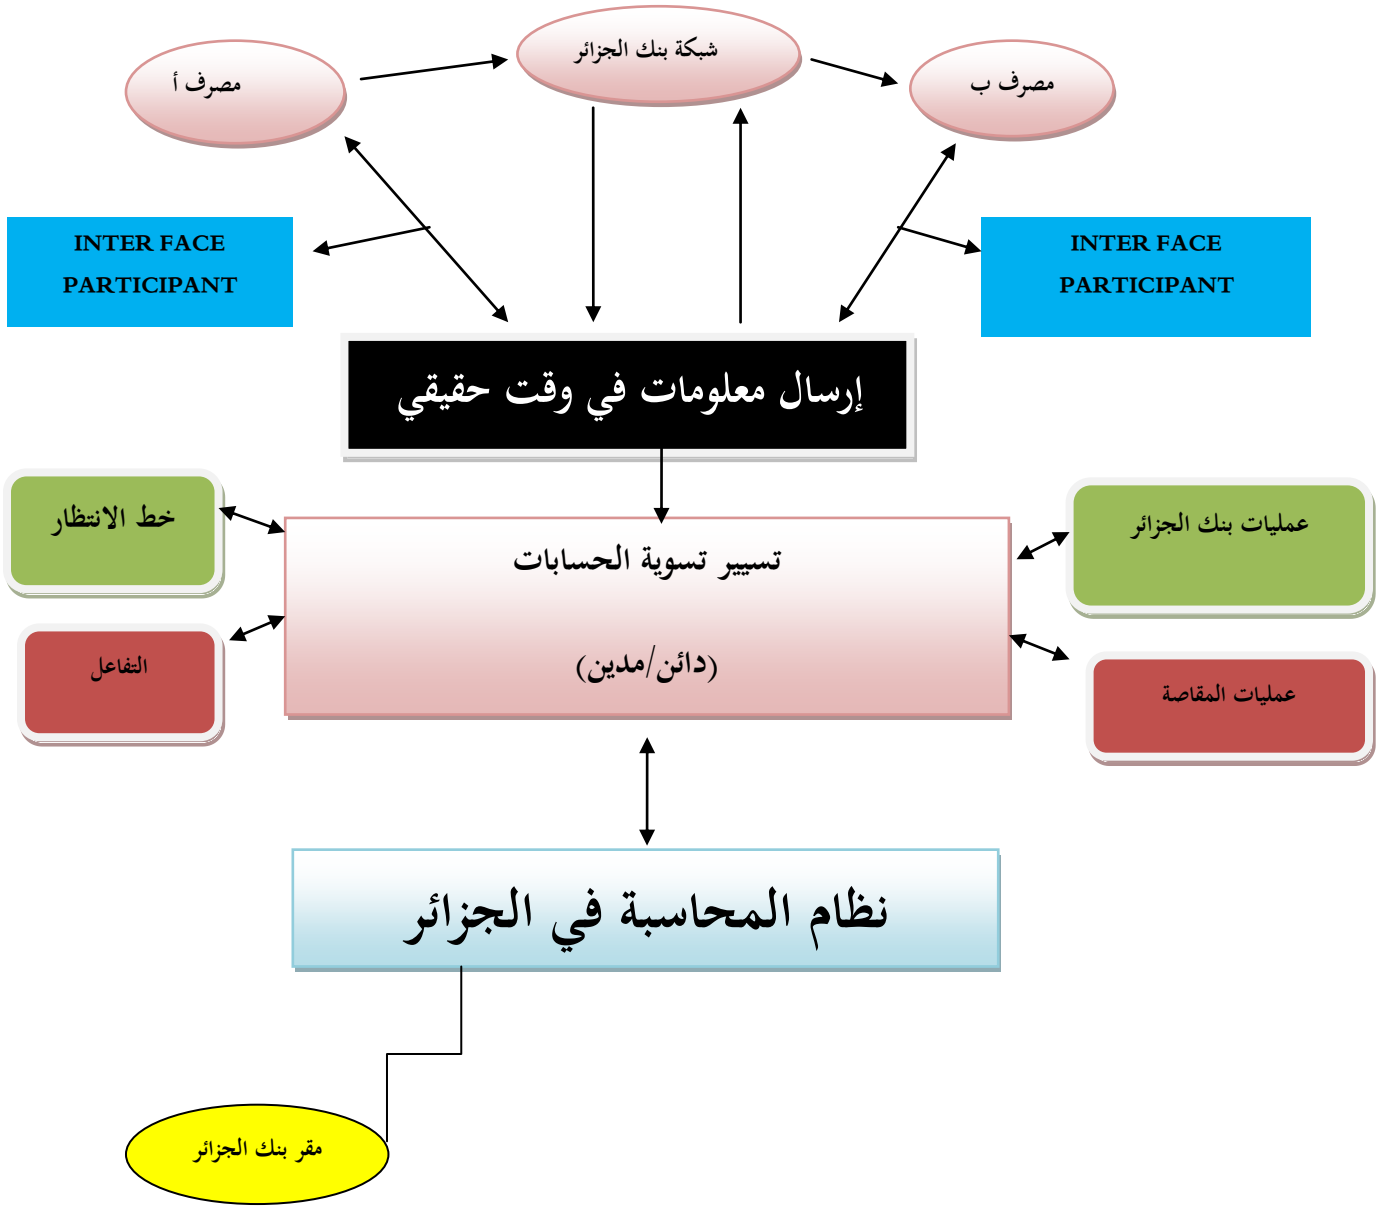 شبكة بنك الجزائر
مصرف ب
مصرف أ
INTER FACE
PARTICIPANT
INTER FACE
PARTICIPANT
إرسال معلومات في وقت حقيقي
عمليات بنك الجزائر
خط الانتظار
تسيير تسوية الحسابات
(دائن/مدين)
عمليات المقاصة
التفاعل
نظام المحاسبة في الجزائر
مقر بنك الجزائر